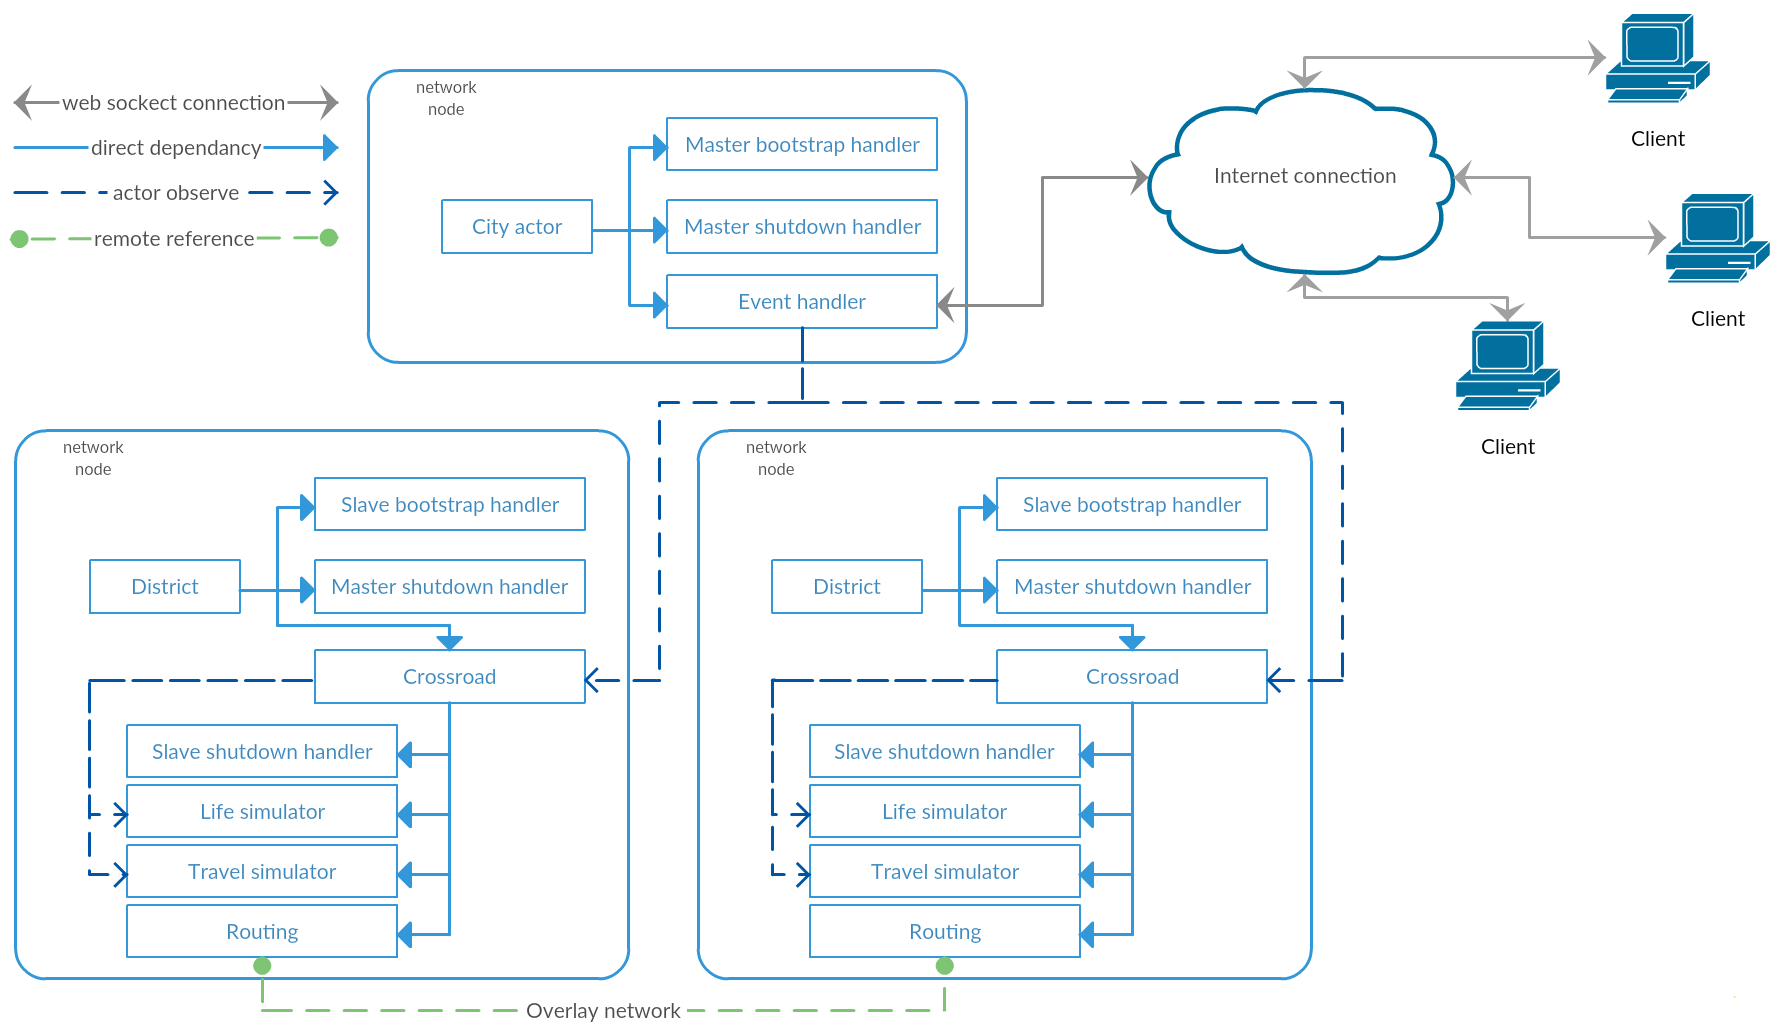 web sockect connection
direct dependancy
actor observe
remote reference
network
node
Master bootstrap handler
City actor
Master shutdown handler
Event handler
Internet connection
Client
Client
Client
network
node
Slave bootstrap handler
District
Master shutdown handler
Crossroad
Slave shutdown handler
Life simulator
Travel simulator
Routing
network
node
Slave bootstrap handler
District
Master shutdown handler
Crossroad
Slave shutdown handler
Life simulator
Travel simulator
Routing
Overlay network